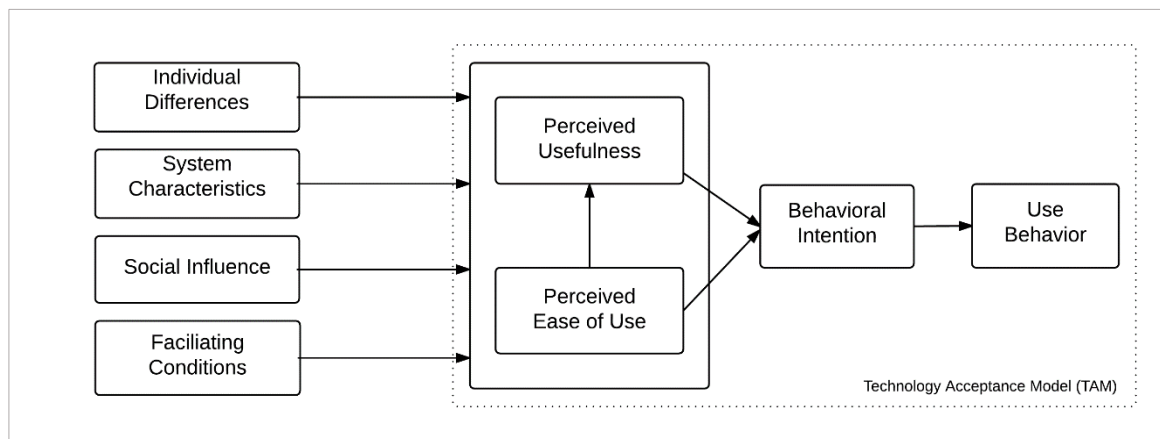 Individual
Differences
System
Characteristics
Social Influence
Faciliating
Conditions
Perceived
Usefulness
Perceived
Ease of Use
Behavioral
Intention
Use
Behavior
Technology Acceptance Model (TAM)